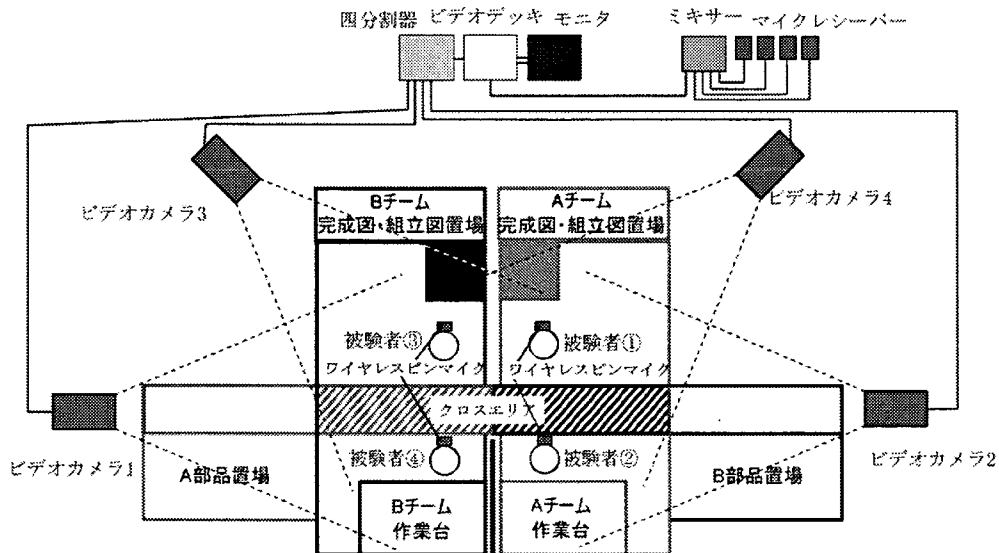 四分割器 ビデオデッキ モニタ ミキサー マイクレシーバー
ビデオカメラ3
ビデオカメラ4
Bチーム
完成図・組立図置場
Aチーム
完成図・組立図置場
被験者③
被験者①
ワイヤレスピンマイク
ワイヤレスピンマイク
クロスエリア
ビデオカメラ1
ビデオカメラ2
被験者④
被験者②
A部品置場
B部品置場
Bチーム
作業台
Aチーム
作業台